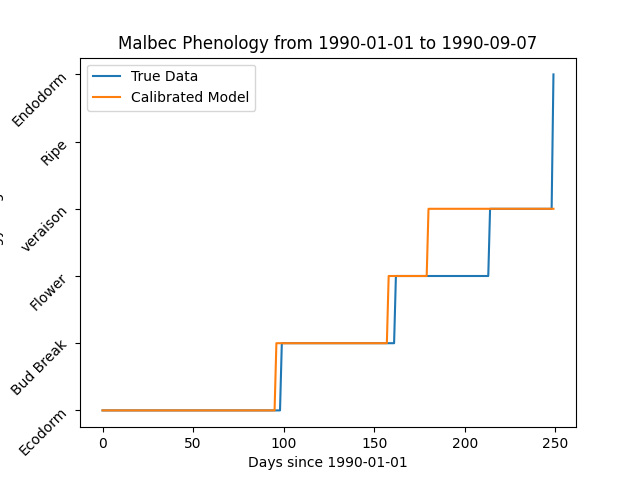 Malbec Phenology from 1990-01-01 to 1990-09-07
True Data
Calibrated Model
Endodorm
Ripe
veraison
Flower
Bud Break
Ecodorm
0 50 100 150 200 250
Days since 1990-01-01